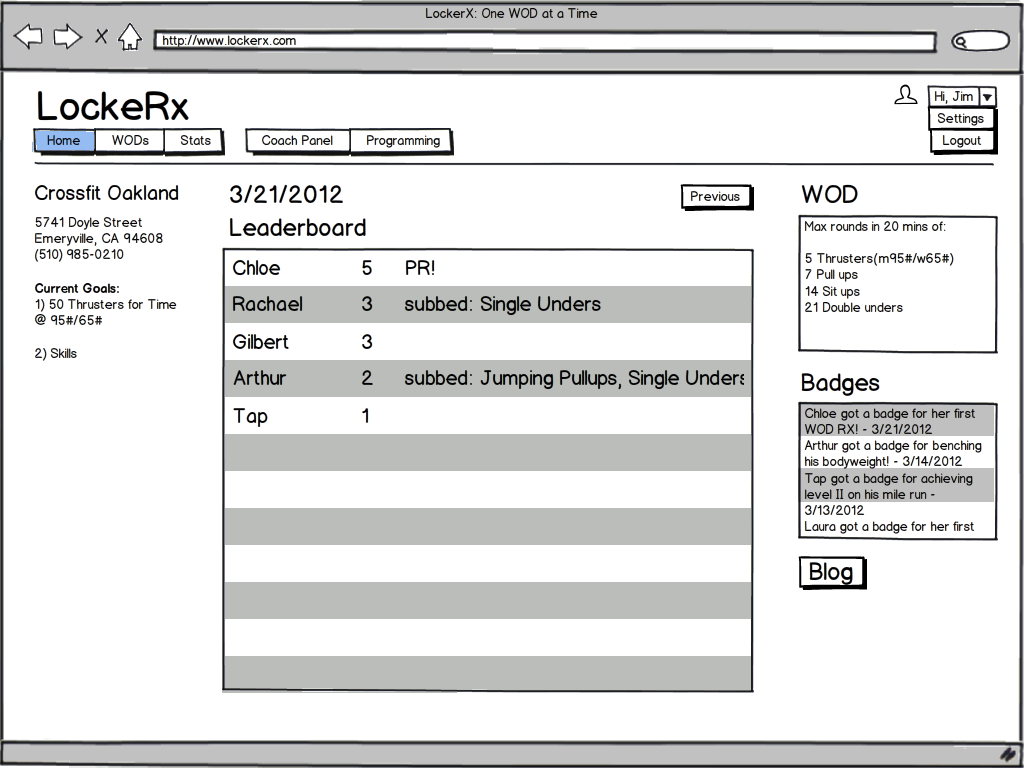 LockerX: One WOD at a Time
http://www.lockerx.com
LockeRx
Hi, Jim
Settings
Logout
Home WODs Stats Coach Panel Programming
Crossfit Oakland
5741 Doyle Street
Emeryville, CA 94608
(510) 985-0210
Current Goals:
1) 50 Thrusters for Time
@ 95#/65#
2) Skills
3/21/2012
Previous
Leaderboard
Chloe 5 PR!
Rachael 3 subbed: Single Unders
Gilbert 3
Arthur 2 subbed: Jumping Pullups, Single Unders
Tap 1
WOD
Max rounds in 20 mins of:
5 Thrusters(m95#/w65#)
7 Pull ups
14 Sit ups
21 Double unders
Badges
Chloe got a badge for her first
WOD RX! - 3/21/2012
Arthur got a badge for benching
his bodyweight! - 3/14/2012
Tap got a badge for achieving
level II on his mile run -
3/13/2012
Laura got a badge for her first
Blog